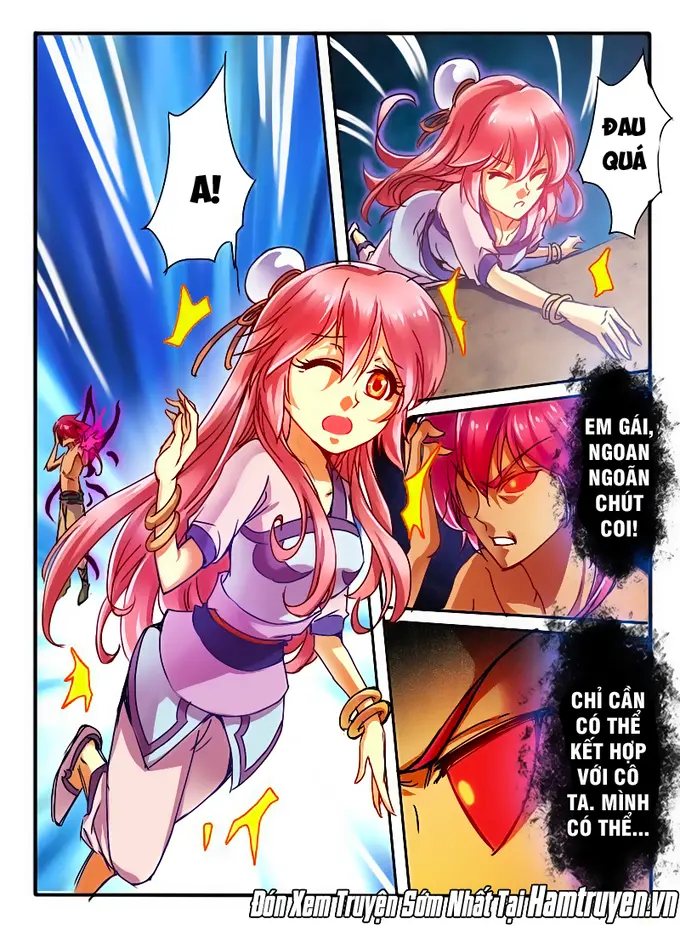 A!
ĐAU
QUÁ
EM GÁI,
NGOAN
NGOÃN
CHÚT
COI!
CHỈ CẦN
CÓ THỂ
KẾT HỢP
VỚI CÔ
TA. MÌNH
CÓ THỂ...
Đón Xem Truyện Sớm Nhất Tại Hamtruyen.vn